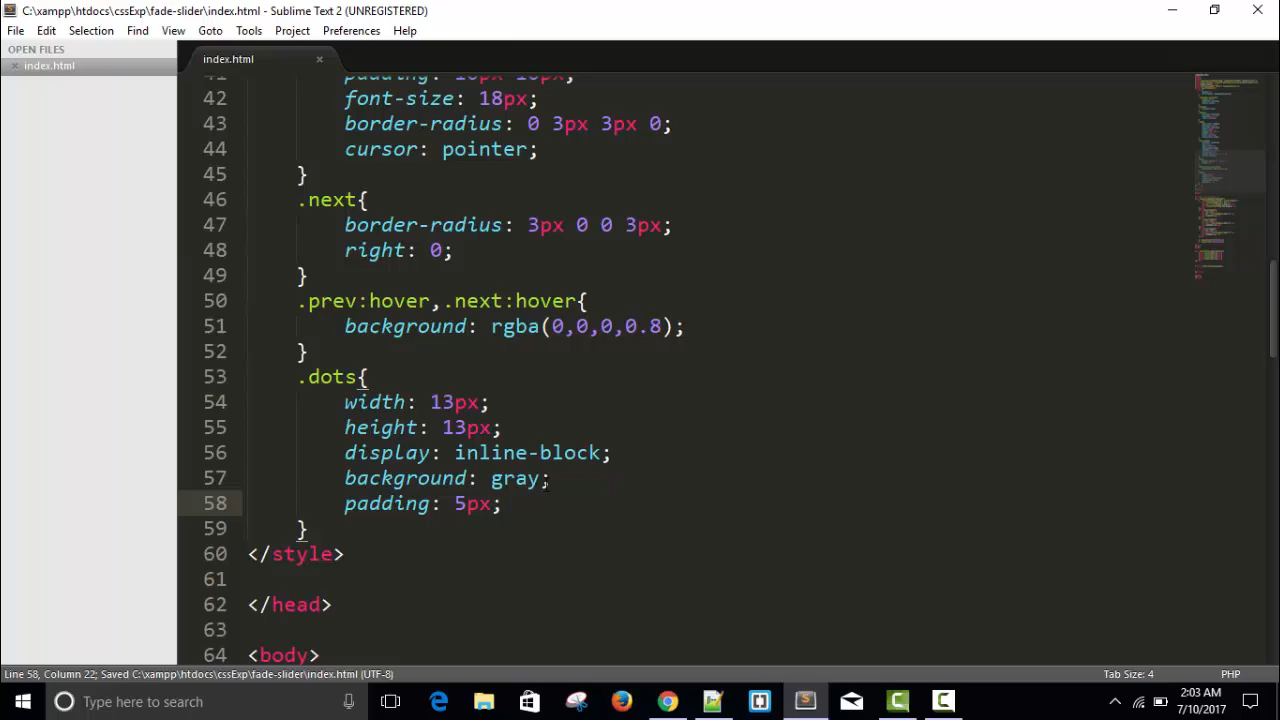 C:\xampp\htdocs\cssExp\fade-slider\index.html - Sublime Text 2 (UNREGISTERED)
File Edit Selection Find View Goto Tools Project Preferences Help
OPEN FILES
index.html
index.html
41 padding: 10px 10px;
42 font-size: 18px;
43 border-radius: 0 3px 3px 0;
44 cursor: pointer;
45 }
46 .next{
47 border-radius: 3px 0 0 3px;
48 right: 0;
49 }
50 .prev:hover,.next:hover{
51 background: rgba(0,0,0,0.8);
52 }
53 .dots{
54 width: 13px;
55 height: 13px;
56 display: inline-block;
57 background: gray;
58 padding: 5px;
59 }
60 </style>
61
62 </head>
63
64 <body>
Line 58, Column 22; Saved C:\xampp\htdocs\cssExp\fade-slider\index.html (UTF-8)
Tab Size: 4
PHP
Type here to search
2:03 AM
7/10/2017